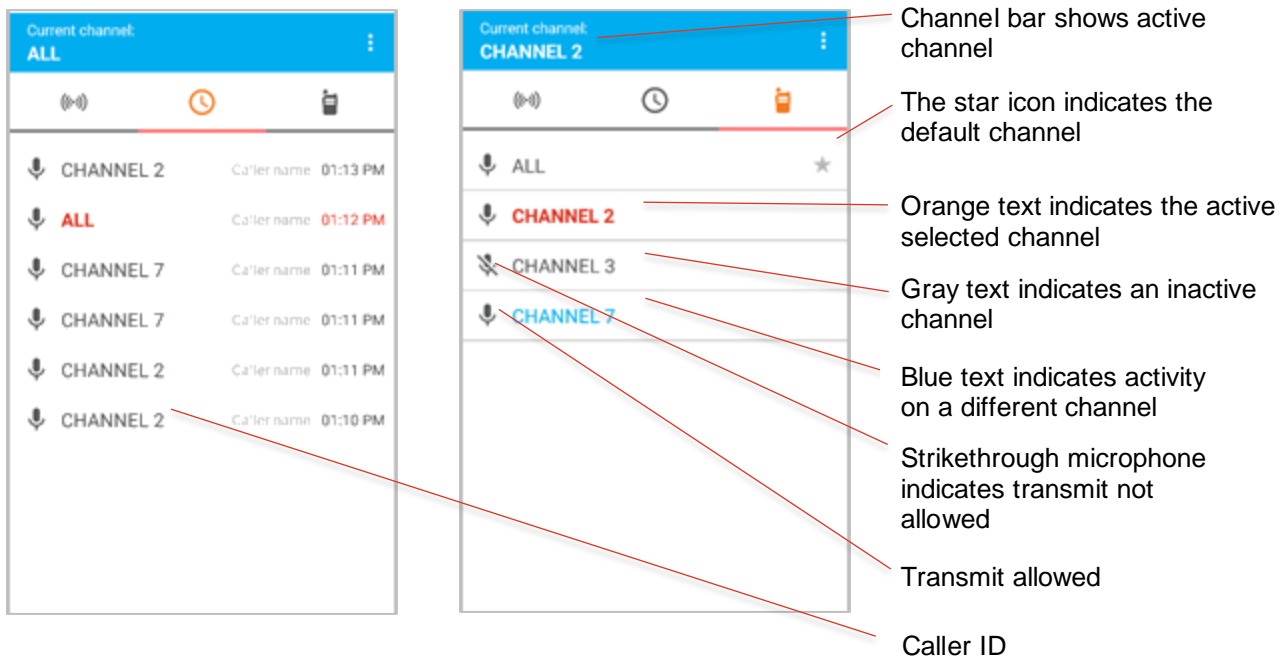 Current channel:
ALL
CHANNEL 2 Caller name 01:13 PM
ALL Caller name 01:12 PM
CHANNEL 7 Caller name 01:11 PM
CHANNEL 7 Caller name 01:11 PM
CHANNEL 2 Caller name 01:11 PM
CHANNEL 2 Caller name 01:10 PM
Current channel:
CHANNEL 2
ALL
CHANNEL 2
CHANNEL 3
CHANNEL 7
Channel bar shows active
channel
The star icon indicates the
default channel
Orange text indicates the active
selected channel
Gray text indicates an inactive
channel
Blue text indicates activity
on a different channel
Strikethrough microphone
indicates transmit not
allowed
Transmit allowed
Caller ID